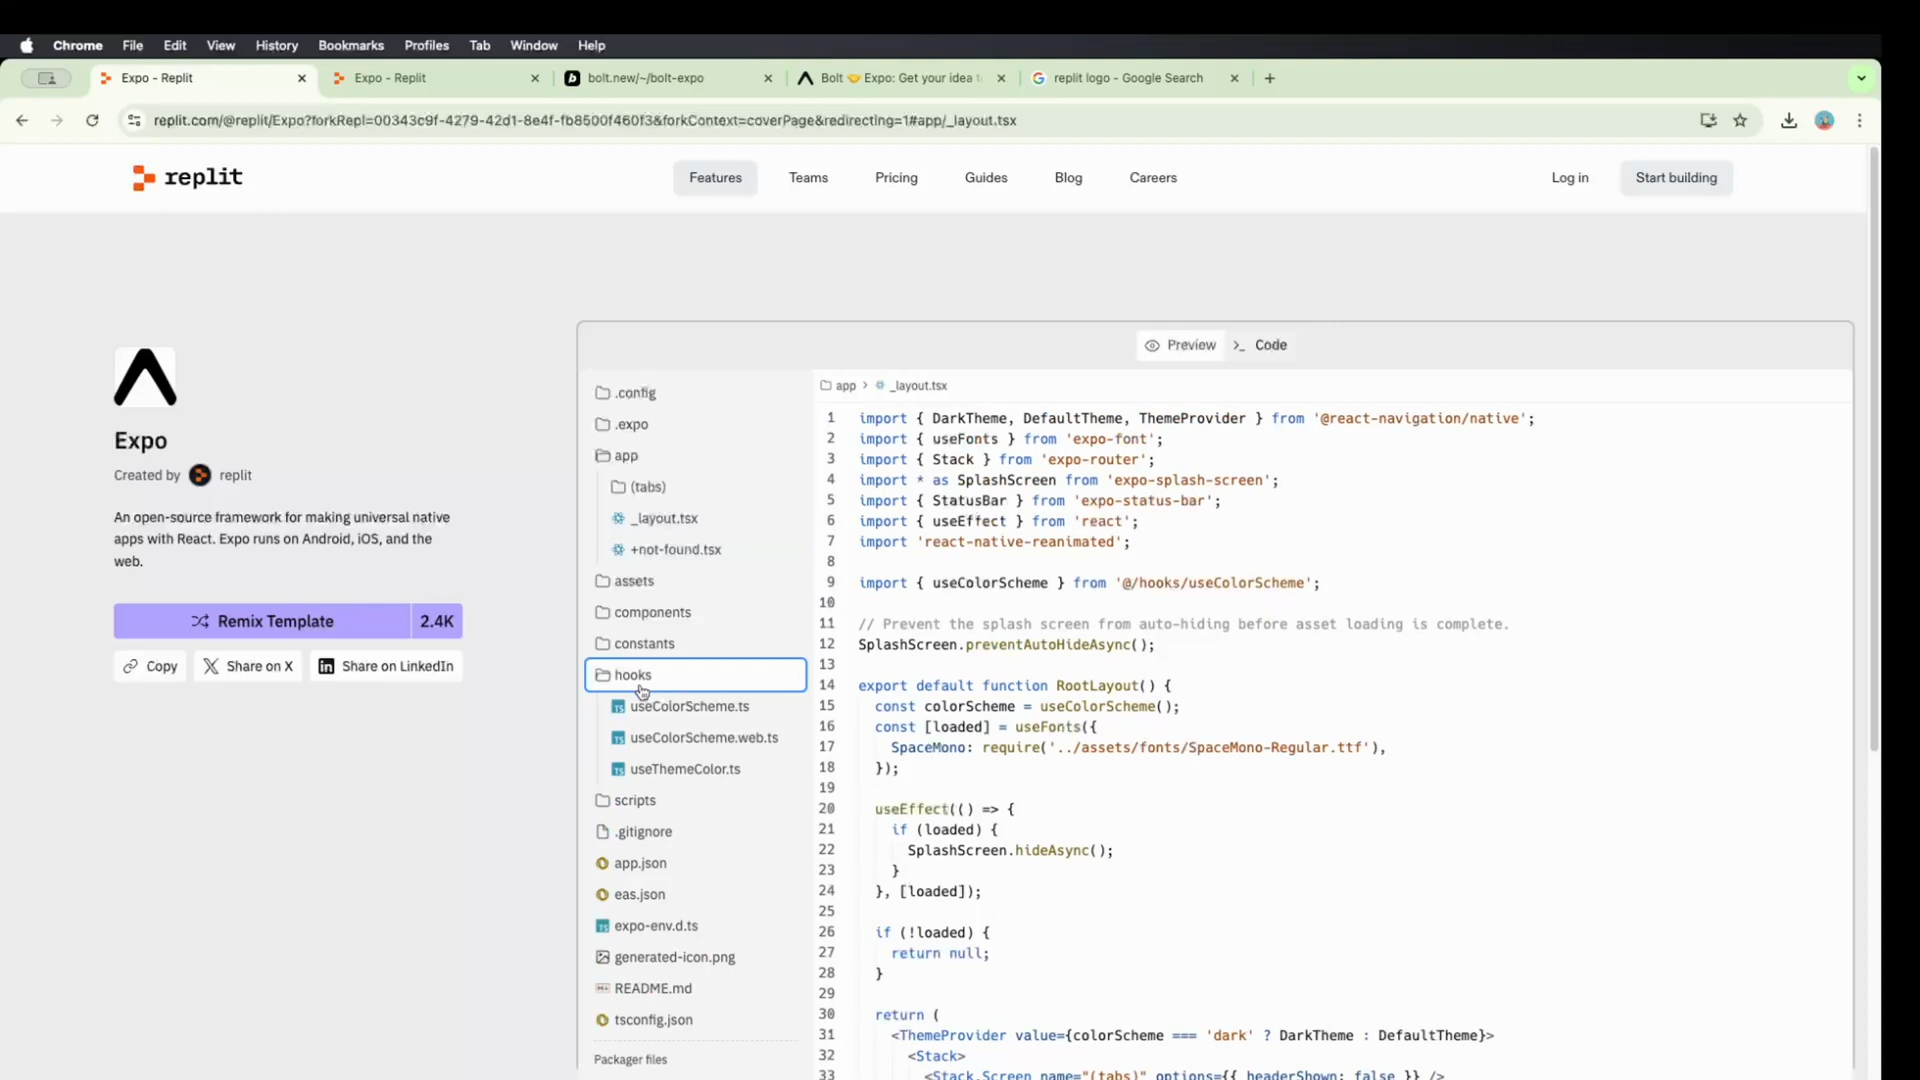 Chrome File Edit View History Bookmarks Profiles Tab Window Help
Expo - Replit
Expo - Replit
bolt.new/~/bolt-expo
Bolt 🤝 Expo: Get your idea
replit logo - Google Search
replit.com/@replit/Expo?forkRepl=00343c9f-4279-42d1-8e4f-fb8500f460f3&forkContext=coverPage&redirecting=1#app/_layout.tsx
replit
Features Teams Pricing Guides Blog Careers
Log in Start building
Expo
Created by replit
An open-source framework for making universal native
apps with React. Expo runs on Android, iOS, and the
web.
Remix Template 2.4K
Copy Share on X Share on LinkedIn
Preview >_ Code
.config
.expo
app
(tabs)
_layout.tsx
+not-found.tsx
assets
components
constants
hooks
TS useColorScheme.ts
TS useColorScheme.web.ts
TS useThemeColor.ts
scripts
.gitignore
app.json
eas.json
TS expo-env.d.ts
generated-icon.png
README.md
tsconfig.json
Packager files
app > _layout.tsx
1 import { DarkTheme, DefaultTheme, ThemeProvider } from '@react-navigation/native';
2 import { useFonts } from 'expo-font';
3 import { Stack } from 'expo-router';
4 import * as SplashScreen from 'expo-splash-screen';
5 import { StatusBar } from 'expo-status-bar';
6 import { useEffect } from 'react';
7 import 'react-native-reanimated';
8
9 import { useColorScheme } from '@/hooks/useColorScheme';
10
11 // Prevent the splash screen from auto-hiding before asset loading is complete.
12 SplashScreen.preventAutoHideAsync();
13
14 export default function RootLayout() {
15 const colorScheme = useColorScheme();
16 const [loaded] = useFonts({
17 SpaceMono: require('../assets/fonts/SpaceMono-Regular.ttf'),
18 });
19
20 useEffect(() => {
21 if (loaded) {
22 SplashScreen.hideAsync();
23 }
24 }, [loaded]);
25
26 if (!loaded) {
27 return null;
28 }
29
30 return (
31 <ThemeProvider value={colorScheme === 'dark' ? DarkTheme : DefaultTheme}>
32 <Stack>
33 <Stack.Screen name="(tabs)" options={{ headerShown: false }} />